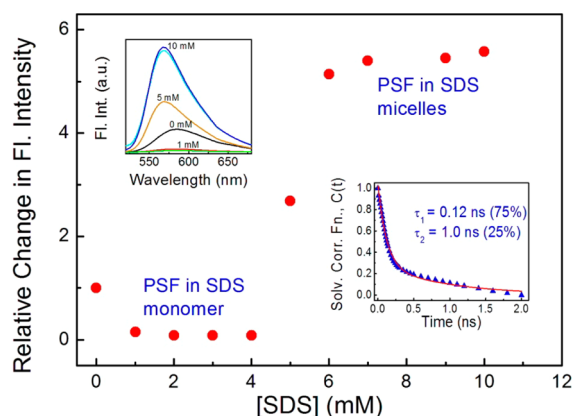 Relative Change in Fl. Intensity
6
4
2
0
0 2 4 6 8 10
[SDS] (mM)
PSF in SDS
monomer
PSF in SDS
micelles
Fl. Int. (a.u.)
10 mM
5 mM
0 mM
1 mM
550 600 650
Wavelength (nm)
Solv. Corr. Fn., C(t)
1.0
0.8
0.6
0.4
0.2
0.0
τ1 = 0.12 ns (75%)
τ2 = 1.0 ns (25%)
0.0 0.5 1.0 1.5 2.0
Time (ns)